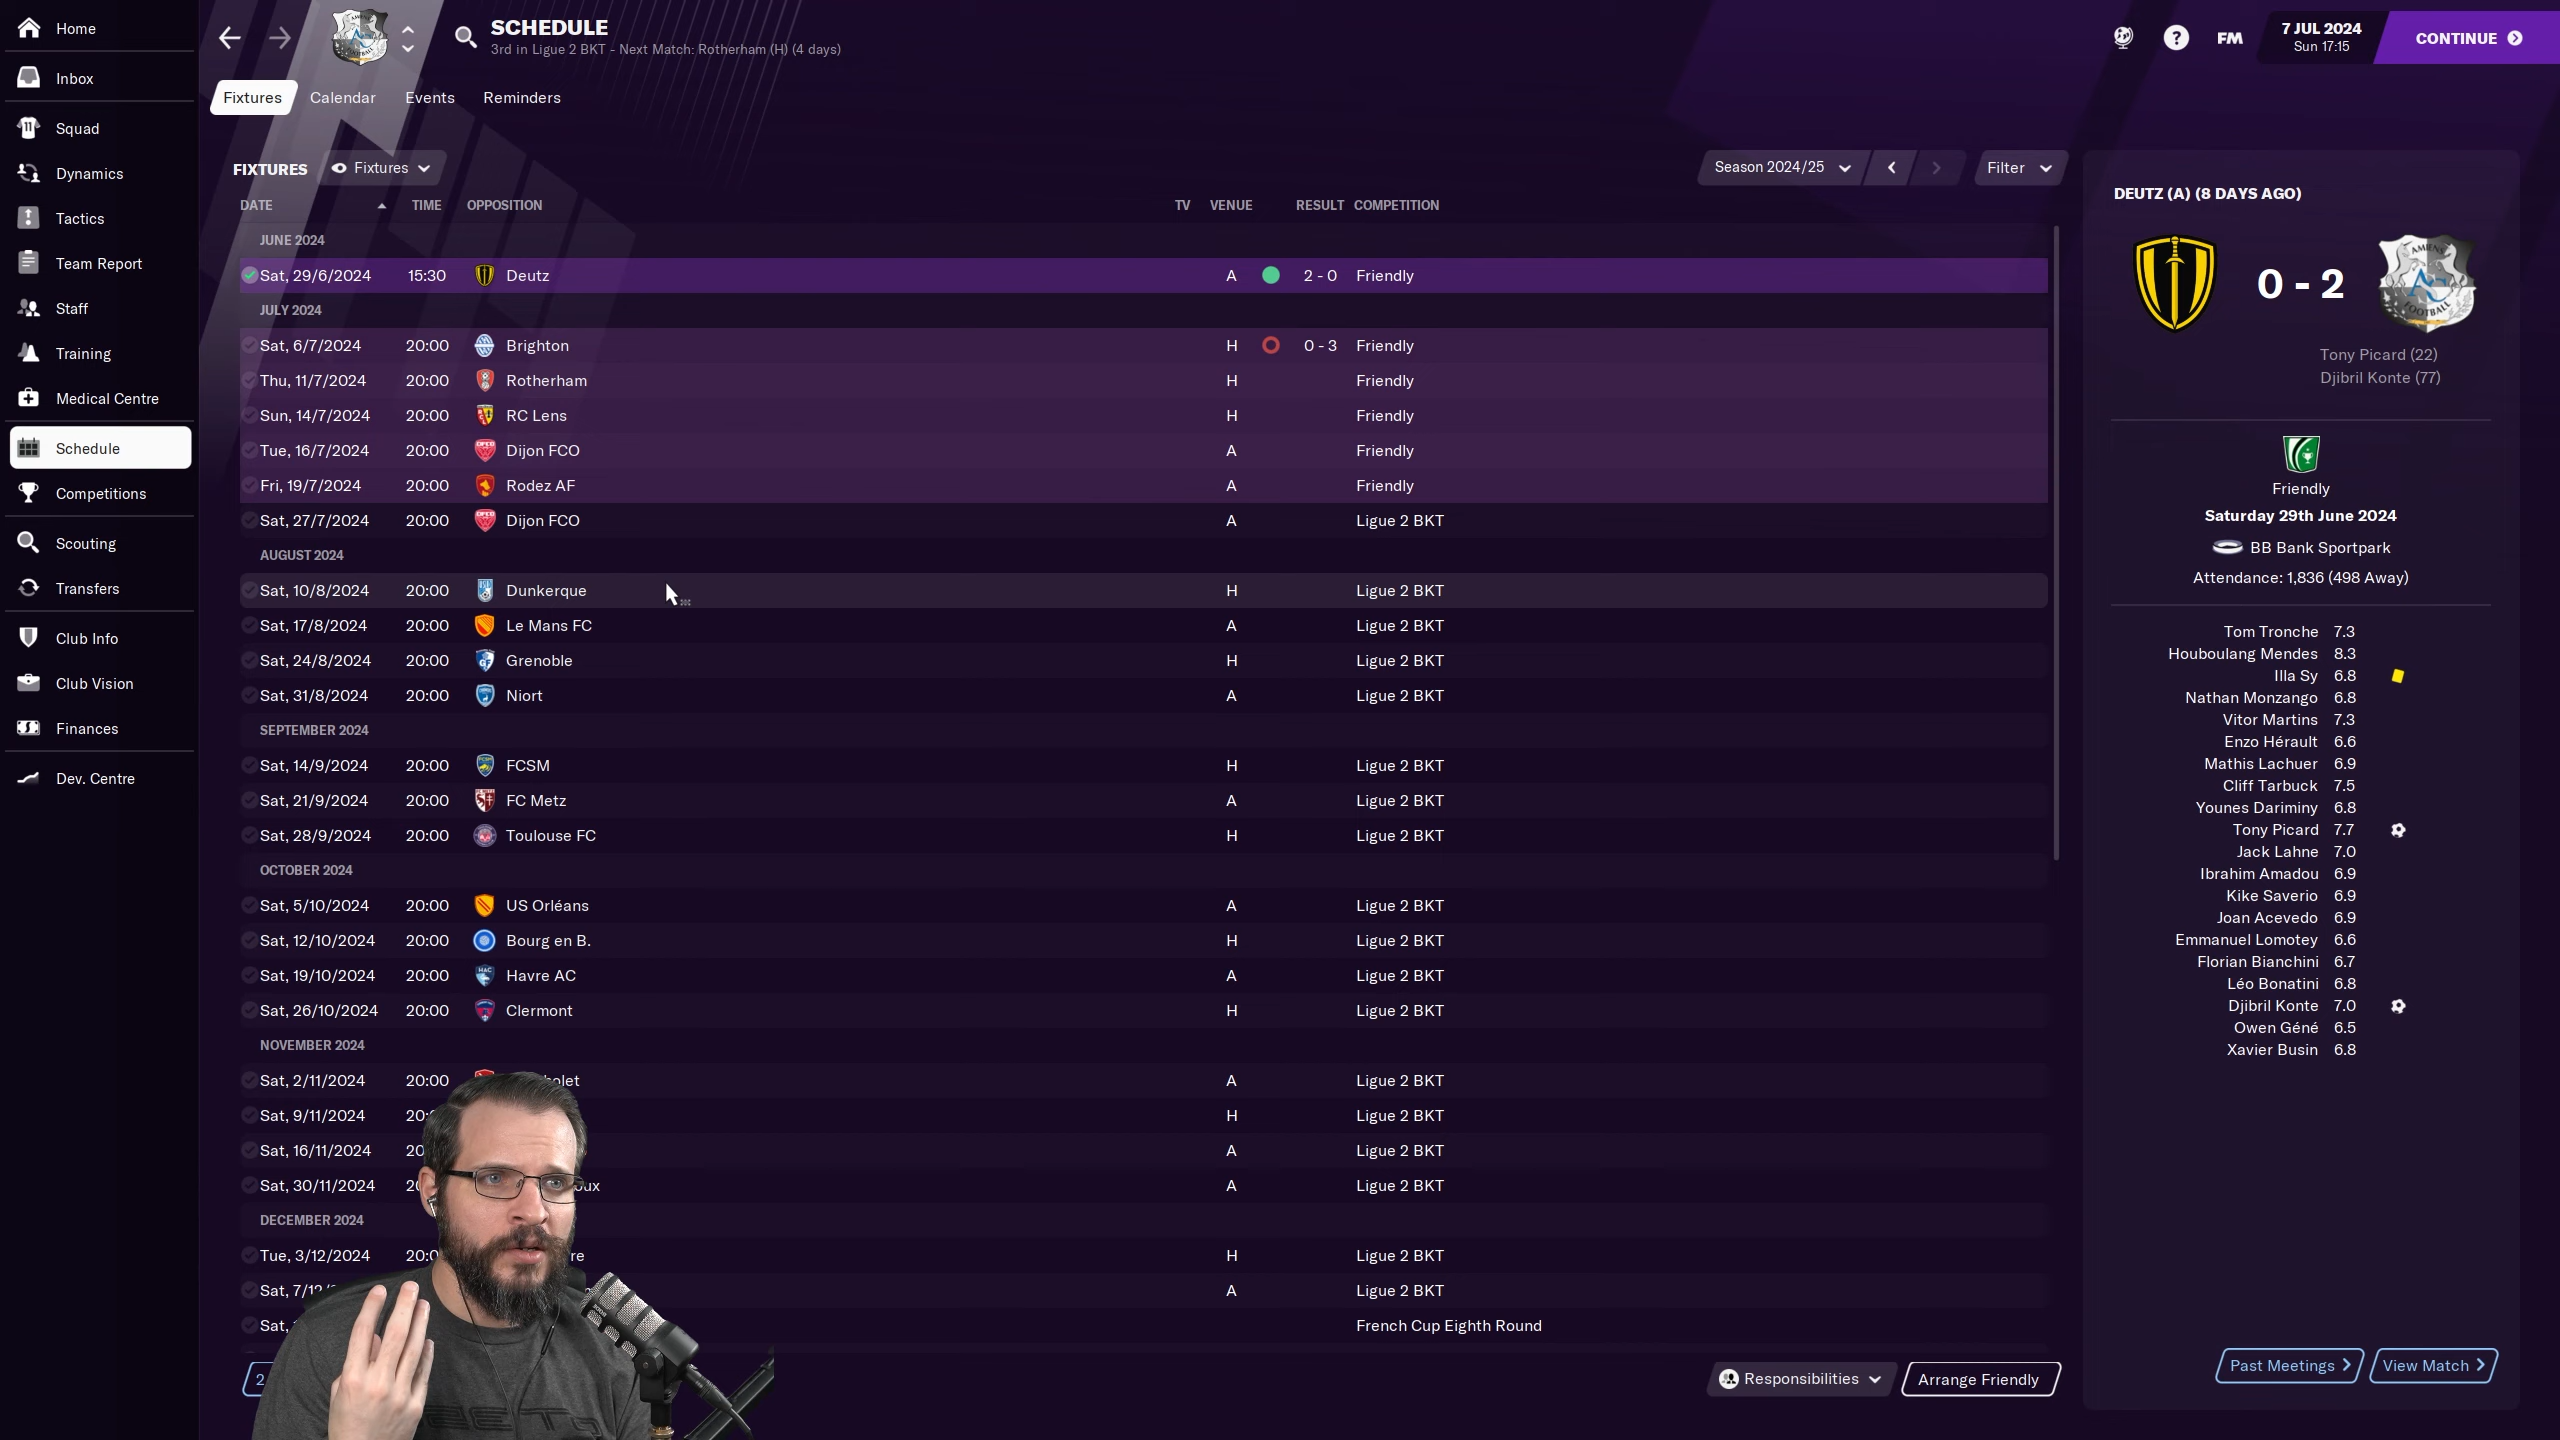 Home
Inbox
Squad
Dynamics
Tactics
Team Report
Staff
Training
Medical Centre
Schedule
Competitions
Scouting
Transfers
Club Info
Club Vision
Finances
Dev. Centre
SCHEDULE
3rd in Ligue 2 BKT - Next Match: Rotherham (H) (4 days)
FM
7 JUL 2024
Sun 17:15
CONTINUE
Fixtures Calendar Events Reminders
FIXTURES Fixtures
Season 2024/25 Filter
DATE TIME OPPOSITION TV VENUE RESULT COMPETITION
JUNE 2024
Sat, 29/6/2024 15:30 Deutz A 2 - 0 Friendly
JULY 2024
Sat, 6/7/2024 20:00 Brighton H 0 - 3 Friendly
Thu, 11/7/2024 20:00 Rotherham H Friendly
Sun, 14/7/2024 20:00 RC Lens H Friendly
Tue, 16/7/2024 20:00 Dijon FCO A Friendly
Fri, 19/7/2024 20:00 Rodez AF A Friendly
Sat, 27/7/2024 20:00 Dijon FCO A Ligue 2 BKT
AUGUST 2024
Sat, 10/8/2024 20:00 Dunkerque H Ligue 2 BKT
Sat, 17/8/2024 20:00 Le Mans FC A Ligue 2 BKT
Sat, 24/8/2024 20:00 Grenoble H Ligue 2 BKT
Sat, 31/8/2024 20:00 Niort A Ligue 2 BKT
SEPTEMBER 2024
Sat, 14/9/2024 20:00 FCSM H Ligue 2 BKT
Sat, 21/9/2024 20:00 FC Metz A Ligue 2 BKT
Sat, 28/9/2024 20:00 Toulouse FC H Ligue 2 BKT
OCTOBER 2024
Sat, 5/10/2024 20:00 US Orléans A Ligue 2 BKT
Sat, 12/10/2024 20:00 Bourg en B. H Ligue 2 BKT
Sat, 19/10/2024 20:00 Havre AC A Ligue 2 BKT
Sat, 26/10/2024 20:00 Clermont H Ligue 2 BKT
NOVEMBER 2024
Sat, 2/11/2024 20:00 A Ligue 2 BKT
Sat, 9/11/2024 H Ligue 2 BKT
Sat, 16/11/2024 A Ligue 2 BKT
Sat, 30/11/2024 A Ligue 2 BKT
DECEMBER 2024
Tue, 3/12/2024 H Ligue 2 BKT
Sat, A Ligue 2 BKT
Sat, French Cup Eighth Round
Responsibilities Arrange Friendly
DEUTZ (A) (8 DAYS AGO)
0 - 2
AMIENS
AC
FOOTBALL
Tony Picard (22)
Djibril Konte (77)
Friendly
Saturday 29th June 2024
BB Bank Sportpark
Attendance: 1,836 (498 Away)
Tom Tronche 7.3
Houboulang Mendes 8.3
Illa Sy 6.8
Nathan Monzango 6.8
Vitor Martins 7.3
Enzo Hérault 6.6
Mathis Lachuer 6.9
Cliff Tarbuck 7.5
Younes Dariminy 6.8
Tony Picard 7.7
Jack Lahne 7.0
Ibrahim Amadou 6.9
Kike Saverio 6.9
Joan Acevedo 6.9
Emmanuel Lomotey 6.6
Florian Bianchini 6.7
Léo Bonatini 6.8
Djibril Konte 7.0
Owen Géné 6.5
Xavier Busin 6.8
Past Meetings View Match